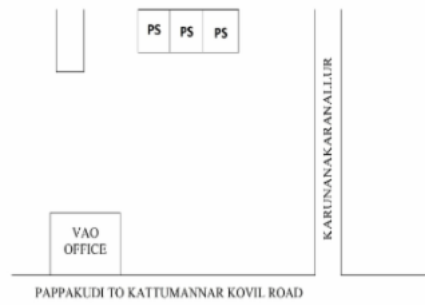 PS PS PS
KARUNANAKARANALLUR
VAO
OFFICE
PAPPAKUDI TO KATTUMANNAR KOVIL ROAD